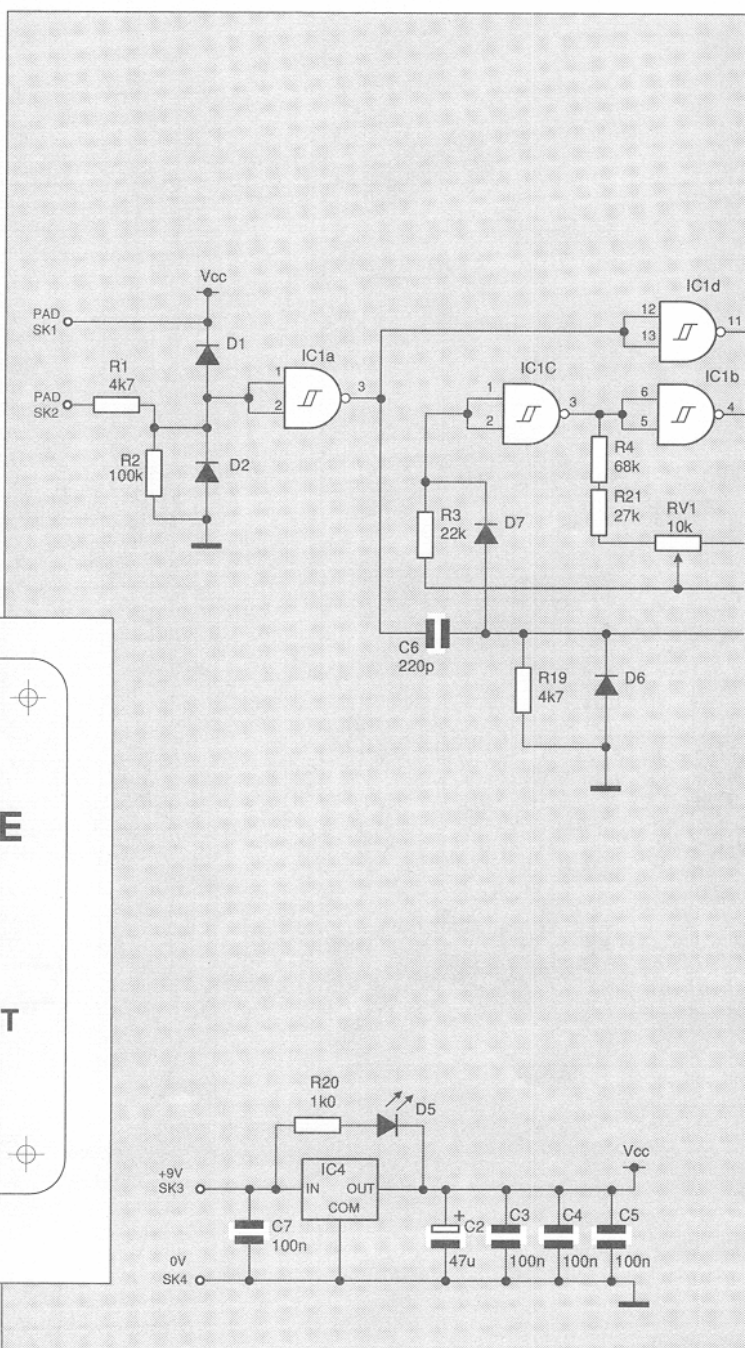 Vcc
PAD
SK1
D1
R1
4k7
IC1a
1
2
3
PAD
SK2
R2
100k
D2
IC1d
12
13
11
IC1C
1
2
3
IC1b
6
5
4
R4
68k
R21
27k
RV1
10k
R3
22k
D7
C6
220p
R19
4k7
D6
E
T
R20
1k0
D5
+9V
SK3
IC4
IN OUT
COM
Vcc
C7
100n
+
C2
47u
C3
100n
C4
100n
C5
100n
0V
SK4